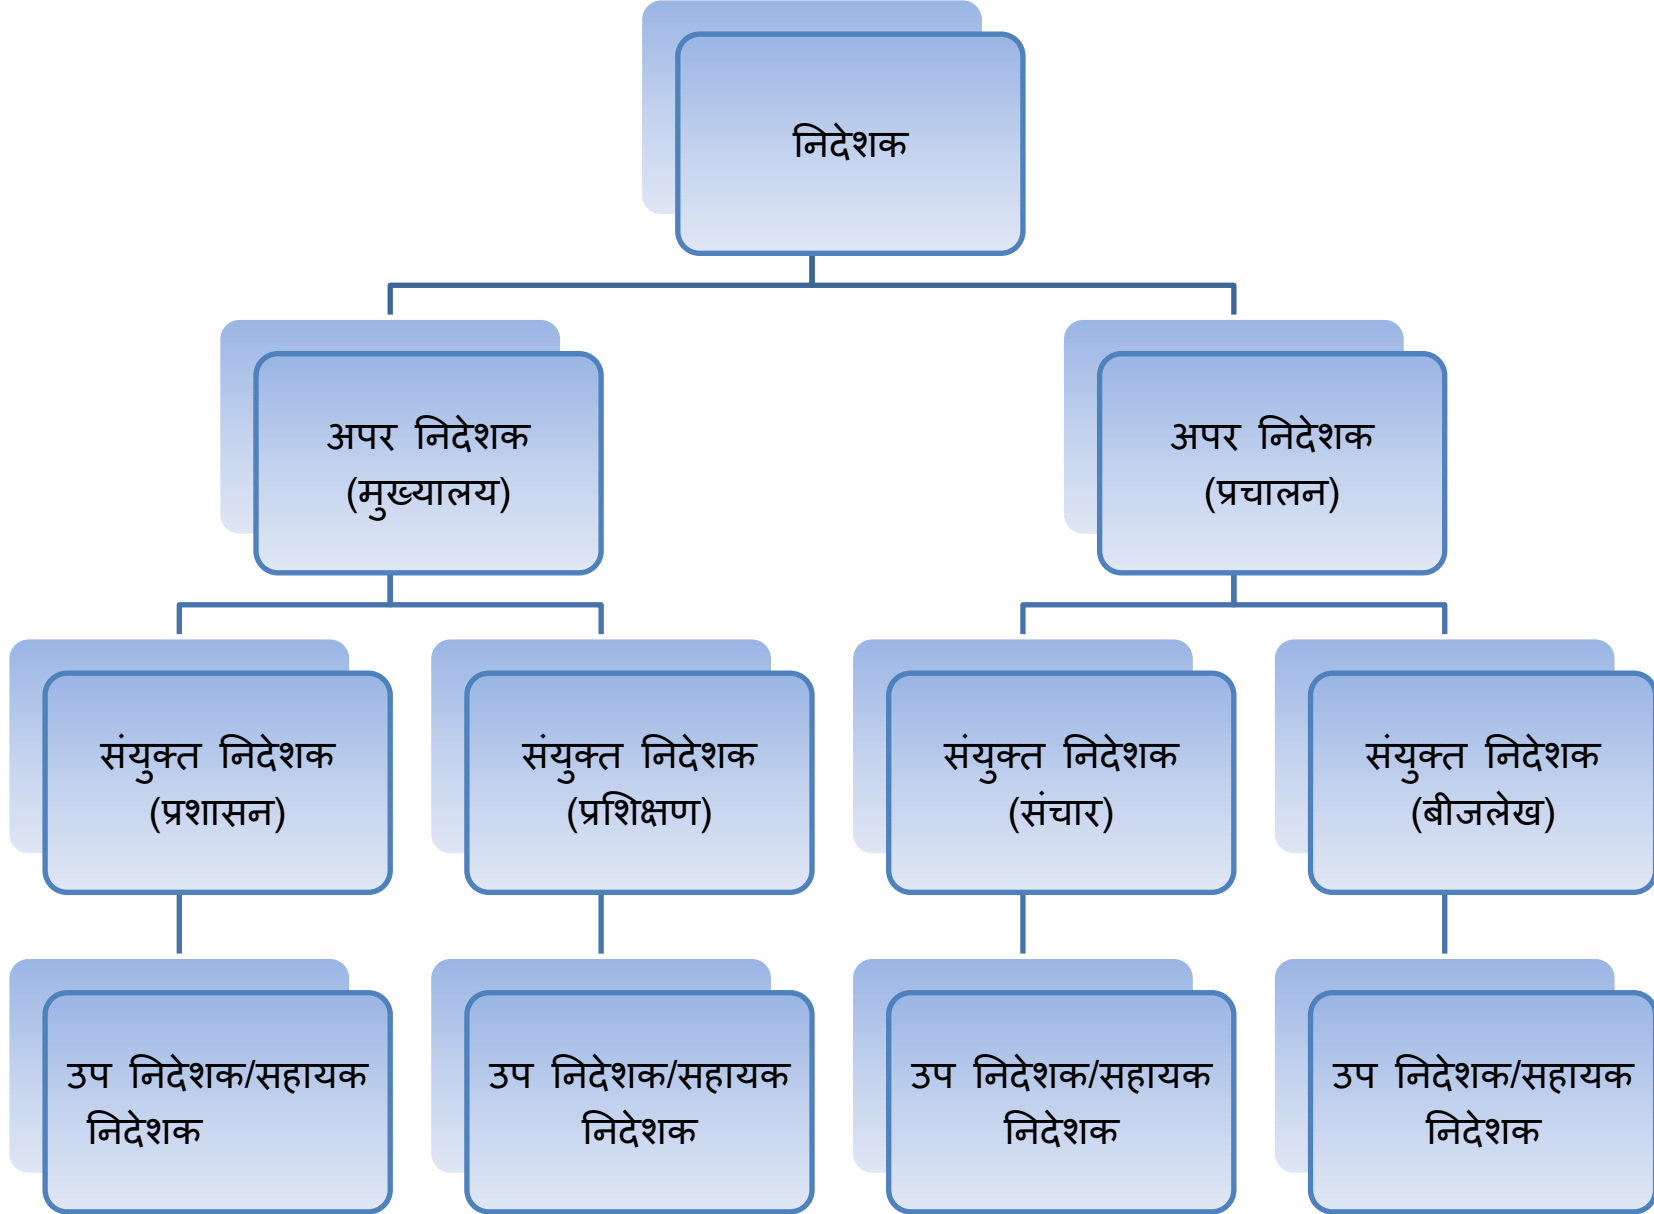 निदेशक
अपर निदेशक
(मुख्यालय)
अपर निदेशक
(प्रचालन)
संयुक्त निदेशक
(प्रशासन)
संयुक्त निदेशक
(प्रशिक्षण)
संयुक्त निदेशक
(संचार)
संयुक्त निदेशक
(बीजलेख)
उप निदेशक/सहायक
निदेशक
उप निदेशक/सहायक
निदेशक
उप निदेशक/सहायक
निदेशक
उप निदेशक/सहायक
निदेशक